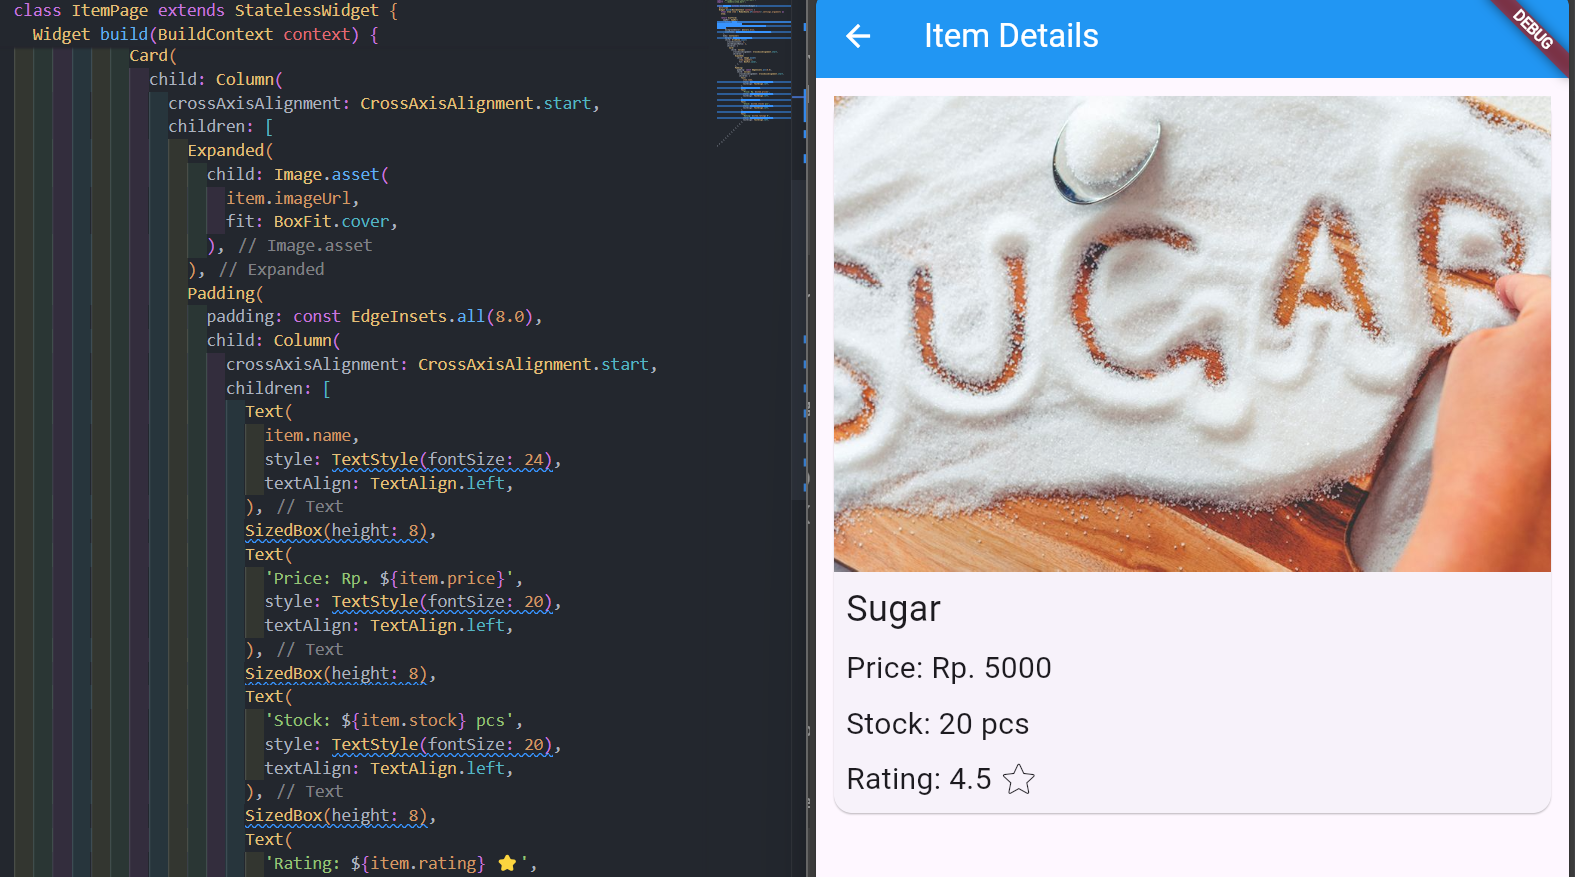 class ItemPage extends StatelessWidget {
Widget build(BuildContext context) {
Card(
child: Column(
crossAxisAlignment: CrossAxisAlignment.start,
children: [
Expanded(
child: Image.asset(
item.imageUrl,
fit: BoxFit.cover,
), // Image.asset
), // Expanded
Padding(
padding: const EdgeInsets.all(8.0),
child: Column(
crossAxisAlignment: CrossAxisAlignment.start,
children: [
Text(
item.name,
style: TextStyle(fontSize: 24),
textAlign: TextAlign.left,
), // Text
SizedBox(height: 8),
Text(
'Price: Rp. ${item.price}',
style: TextStyle(fontSize: 20),
textAlign: TextAlign.left,
), // Text
SizedBox(height: 8),
Text(
'Stock: ${item.stock} pcs',
style: TextStyle(fontSize: 20),
textAlign: TextAlign.left,
), // Text
SizedBox(height: 8),
Text(
'Rating: ${item.rating} ⭐',
Item Details
DEBUG
SUGAR
Sugar
Price: Rp. 5000
Stock: 20 pcs
Rating: 4.5 ☆